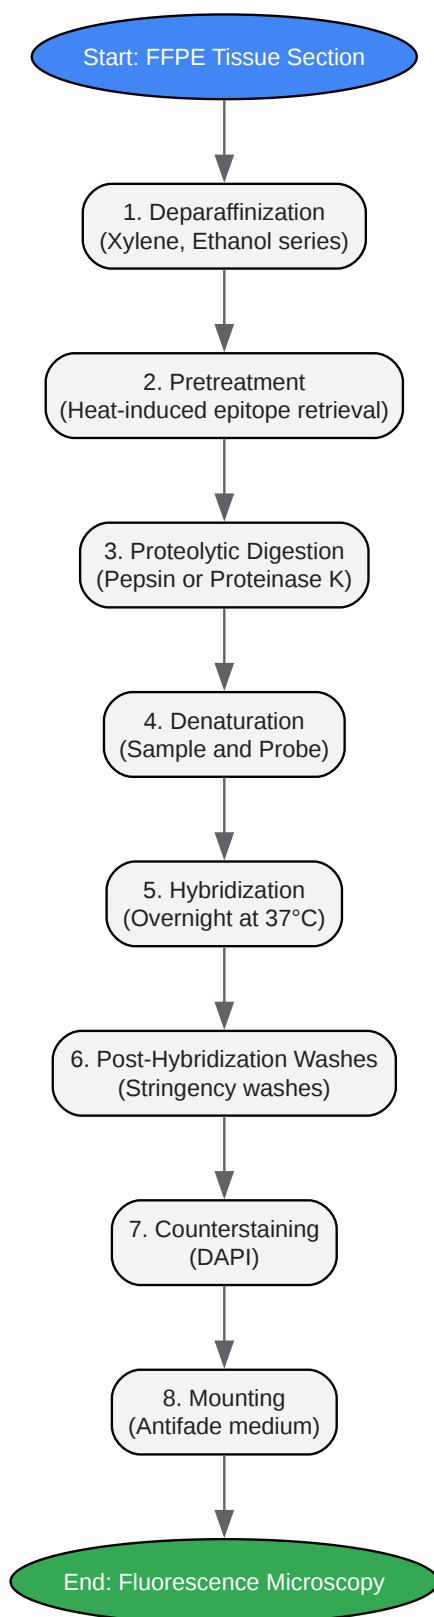 Start: FFPE Tissue Section
1. Deparaffinization
(Xylene, Ethanol series)
2. Pretreatment
(Heat-induced epitope retrieval)
3. Proteolytic Digestion
(Pepsin or Proteinase K)
4. Denaturation
(Sample and Probe)
5. Hybridization
(Overnight at 37°C)
6. Post-Hybridization Washes
(Stringency washes)
7. Counterstaining
(DAPI)
8. Mounting
(Antifade medium)
End: Fluorescence Microscopy